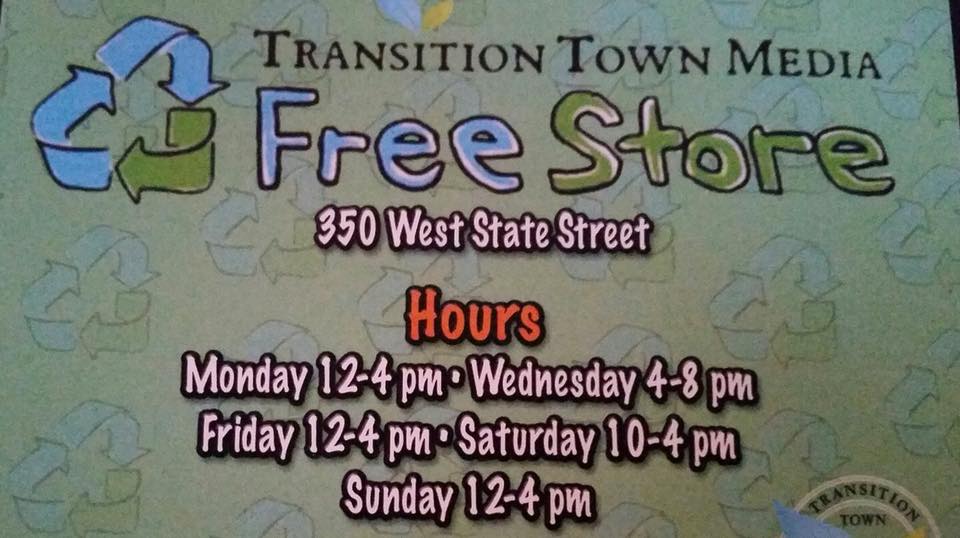 TRANSITION TOWN MEDIA
Free Store
350 West State Street
Hours
Monday 12-4 pm • Wednesday 4-8 pm
Friday 12-4 pm • Saturday 10-4 pm
Sunday 12-4 pm
TRANSITION
TOWN